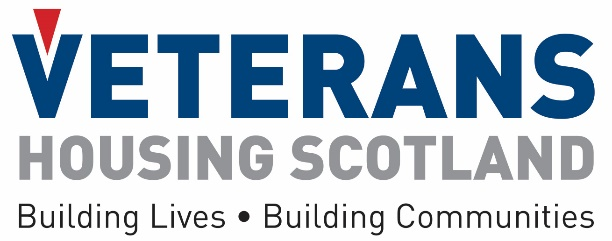 VETERANS
HOUSING SCOTLAND
Building Lives • Building Communities